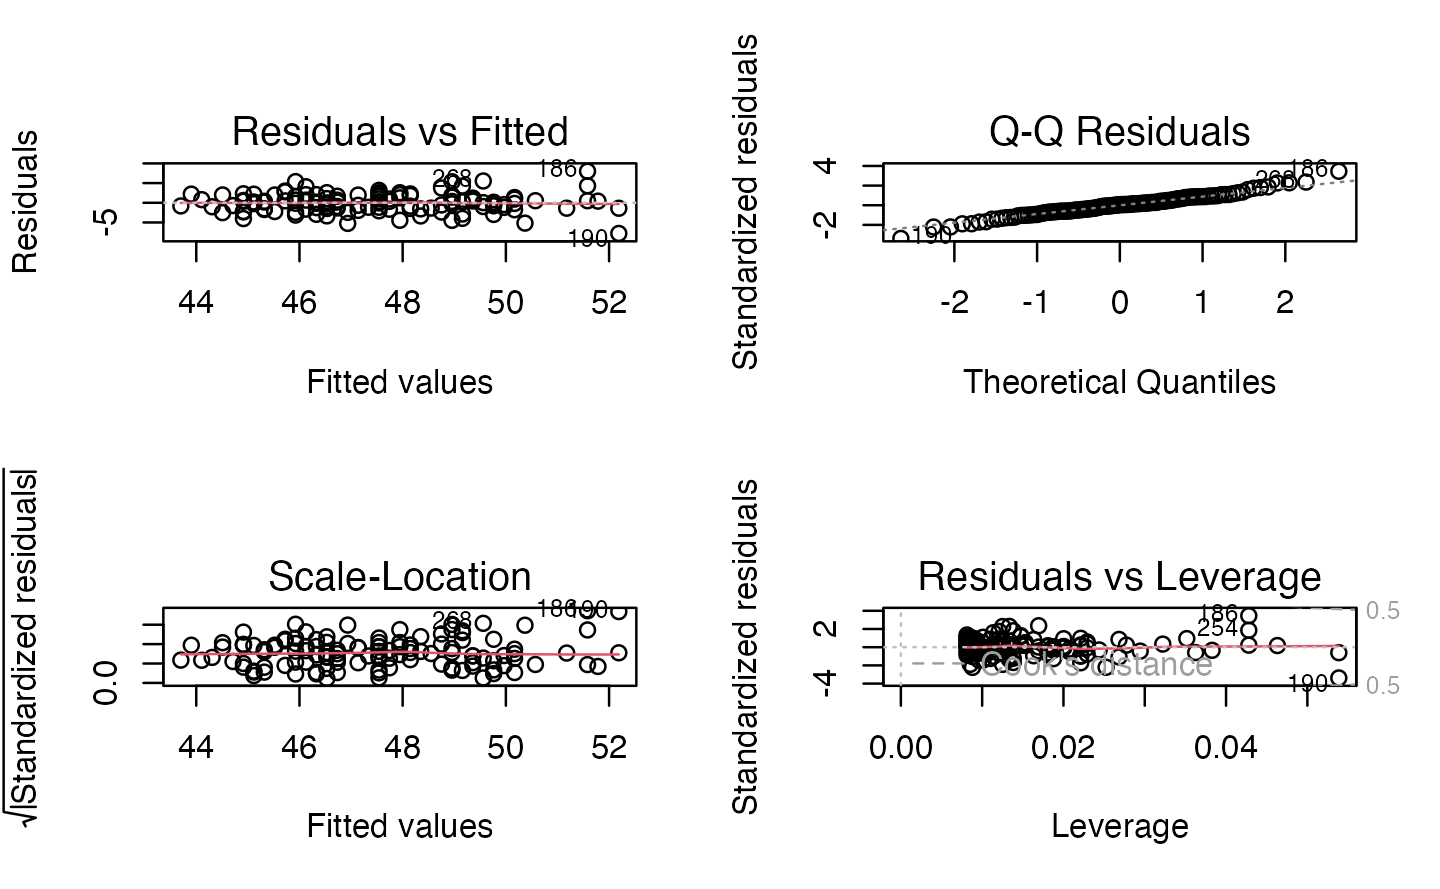 Residuals vs Fitted
Residuals
-5
186
268
190
44 46 48 50 52
Fitted values
Q-Q Residuals
Standardized residuals
4
-2
186
268
190
-2 -1 0 1 2
Theoretical Quantiles
Scale-Location
√|Standardized residuals|
0.0
186
190
268
44 46 48 50 52
Fitted values
Residuals vs Leverage
Standardized residuals
2
-4
186
254
190
Cook's distance
0.5
0.5
0.00 0.02 0.04
Leverage